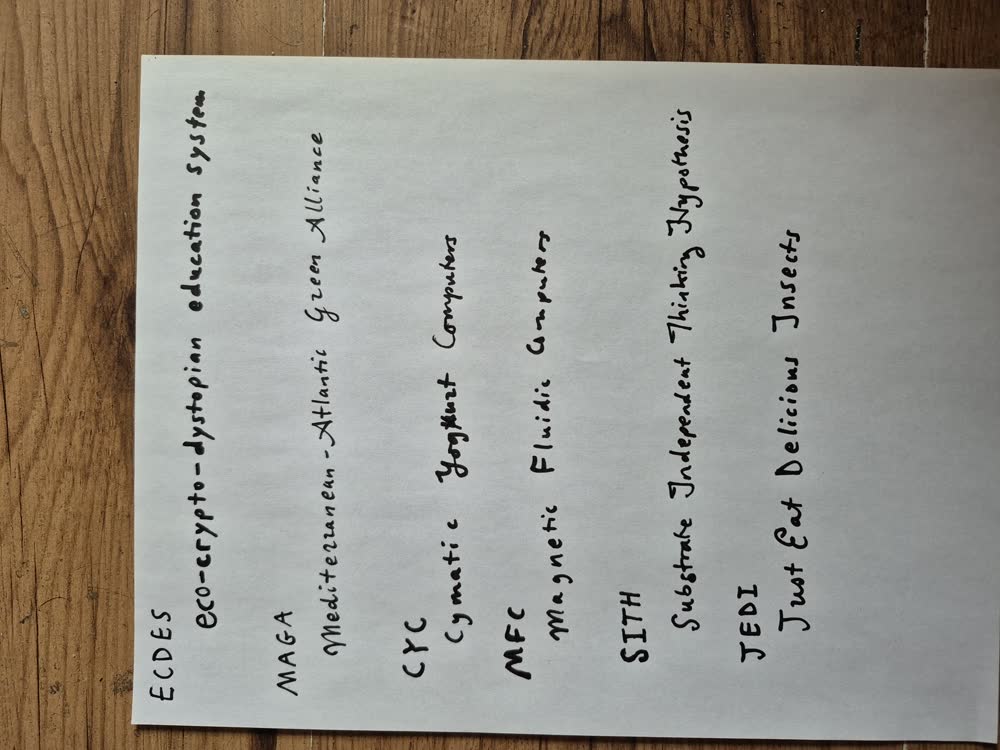 ECDES
eco-crypto-dystopian education system
MAGA
Mediterranean-Atlantic Green Alliance
CYC
Cymatic Yoghurt Computers
MFC
Magnetic Fluidic Computers
SITH
Substrate Independent Thinking Hypothesis
JEDI
Just Eat Delicious Insects